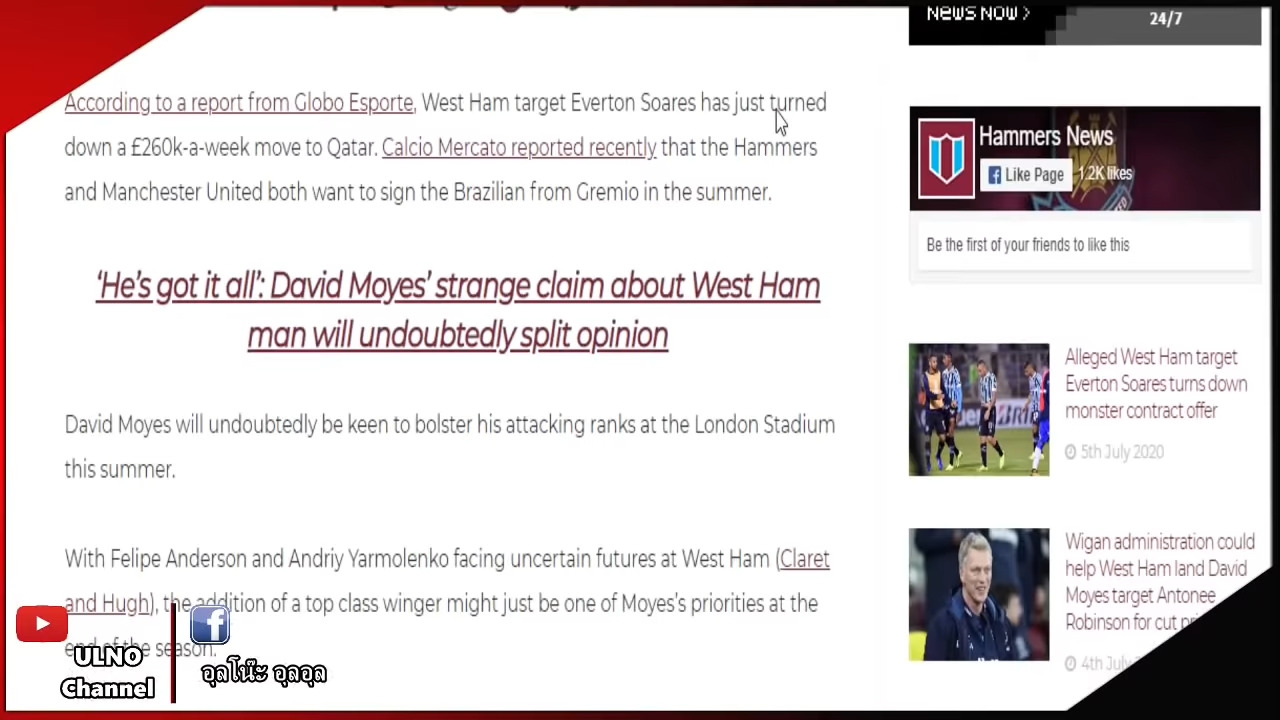 News Now >
24/7
According to a report from Globo Esporte, West Ham target Everton Soares has just turned
down a £260k-a-week move to Qatar. Calcio Mercato reported recently that the Hammers
and Manchester United both want to sign the Brazilian from Gremio in the summer.
'He's got it all': David Moyes' strange claim about West Ham
man will undoubtedly split opinion
David Moyes will undoubtedly be keen to bolster his attacking ranks at the London Stadium
this summer.
With Felipe Anderson and Andriy Yarmolenko facing uncertain futures at West Ham (Claret
and Hugh), the addition of a top class winger might just be one of Moyes's priorities at the
end of the season.
Hammers News
Like Page
1.2K likes
Be the first of your friends to like this
Alleged West Ham target
Everton Soares turns down
monster contract offer
5th July 2020
Wigan administration could
help West Ham land David
Moyes target Antonee
Robinson for cut
4th July
ULNO
Channel
อุลโน๊ะ อุลอุล